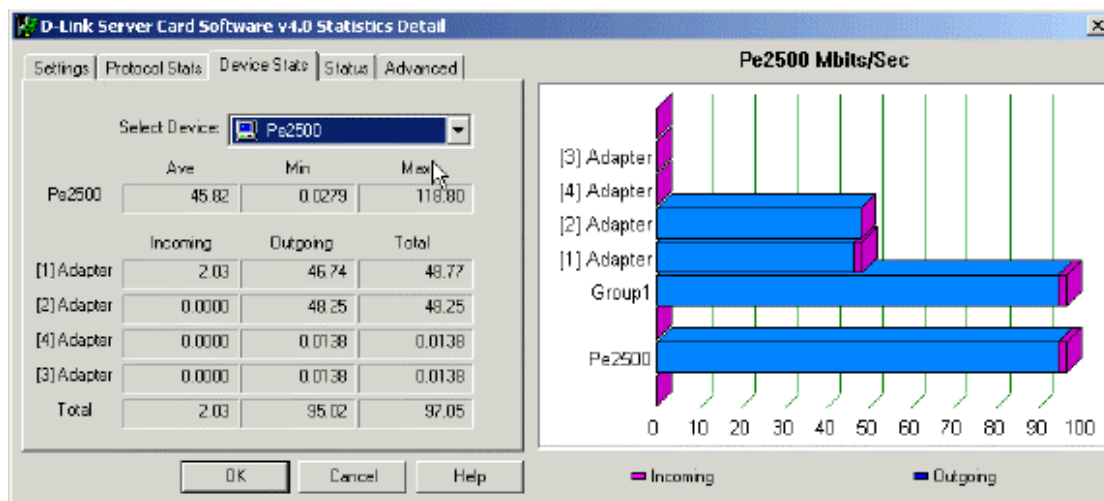 D-Link Server Card Software v4.0 Statistics Detail
Settings Protocol Stats Device Stats Status Advanced
Select Device: Pe2500
Ave Min Max
Pe2500 45.82 0.0279 118.80
Incoming Outgoing Total
[1] Adapter 2.03 46.74 48.77
[2] Adapter 0.0000 48.25 48.25
[4] Adapter 0.0000 0.0138 0.0138
[3] Adapter 0.0000 0.0138 0.0138
Total 2.03 95.02 97.05
OK Cancel Help
Pe2500 Mbits/Sec
[3] Adapter
[4] Adapter
[2] Adapter
[1] Adapter
Group1
Pe2500
0 10 20 30 40 50 60 70 80 90 100
Incoming Outgoing